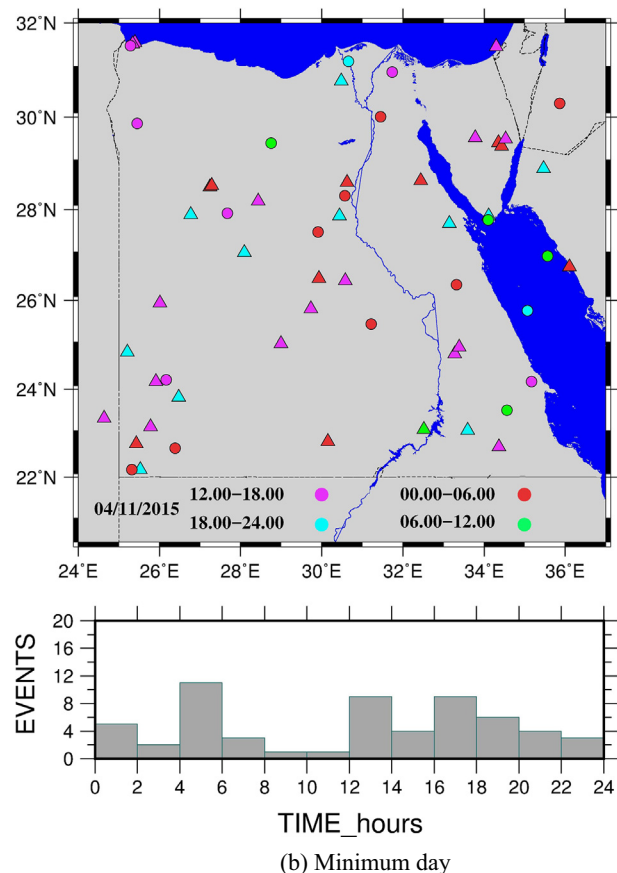 32˚N
30˚N
28˚N
26˚N
24˚N
22˚N
04/11/2015
12.00−18.00
00.00−06.00
18.00−24.00
06.00−12.00
24˚E 26˚E 28˚E 30˚E 32˚E 34˚E 36˚E
20
16
12
8
4
0
EVENTS
0 2 4 6 8 10 12 14 16 18 20 22 24
TIME_hours
(b) Minimum day